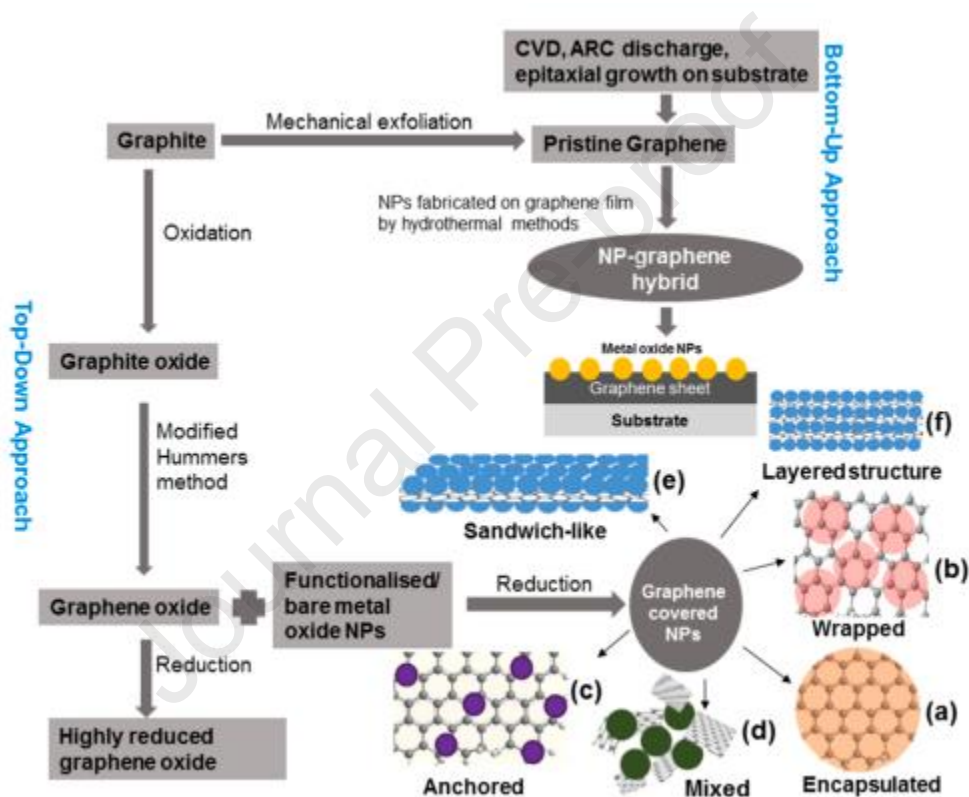 CVD, ARC discharge,
epitaxial growth on substrate
Bottom-Up Approach
Mechanical exfoliation
Graphite
Pristine Graphene
NPs fabricated on graphene film
by hydrothermal methods
Oxidation
NP-graphene
hybrid
Top-Down Approach
Graphite oxide
Metal oxide NPs
Graphene sheet
Substrate
(f)
Layered structure
Modified
Hummers
method
(e)
Sandwich-like
(b)
Wrapped
Graphene oxide
Functionalised/
bare metal
oxide NPs
Reduction
Graphene
covered
NPs
Reduction
Highly reduced
graphene oxide
(c)
Anchored
(d)
Mixed
(a)
Encapsulated
Journal Pre-proof